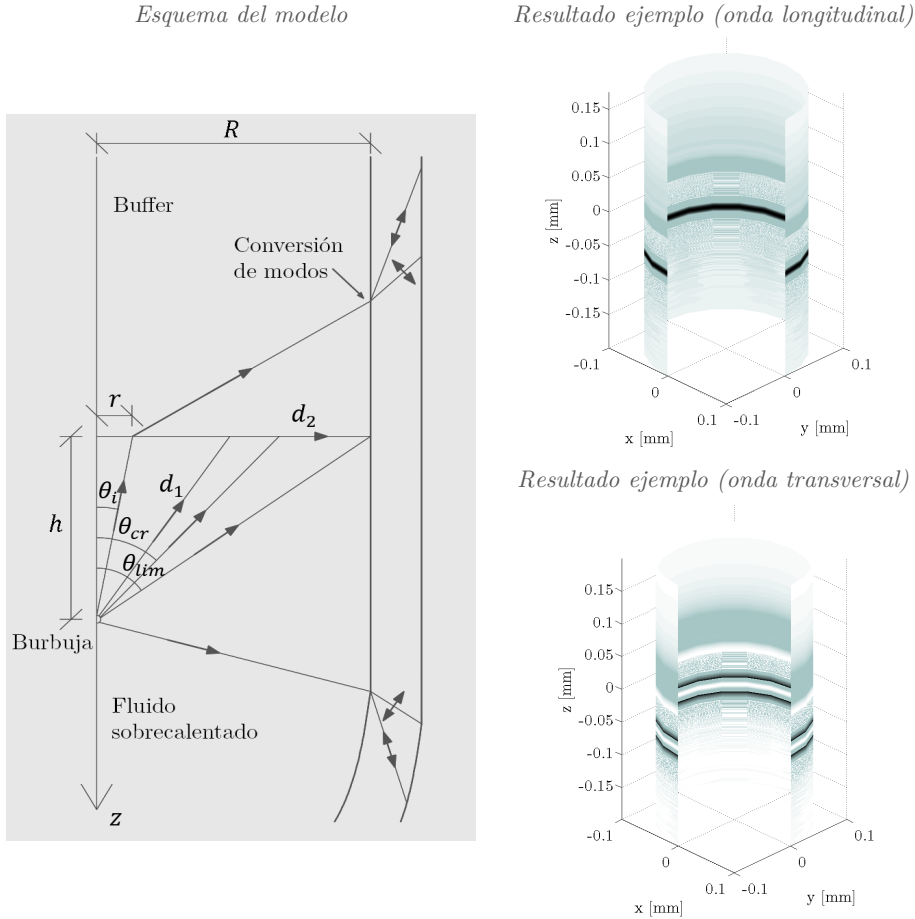 Esquema del modelo
R
Buffer
Conversión
de modos
r
d2
θi
d1
h
θcr
θlim
Burbuja
Fluido
sobrecalentado
z
Resultado ejemplo (onda longitudinal)
0.15
0.1
0.05
0
-0.05
-0.1
-0.15
z [mm]
-0.1
0
0.1
x [mm]
-0.1
0
0.1
y [mm]
Resultado ejemplo (onda transversal)
0.15
0.1
0.05
0
-0.05
-0.1
-0.15
z [mm]
-0.1
0
0.1
x [mm]
-0.1
0
0.1
y [mm]